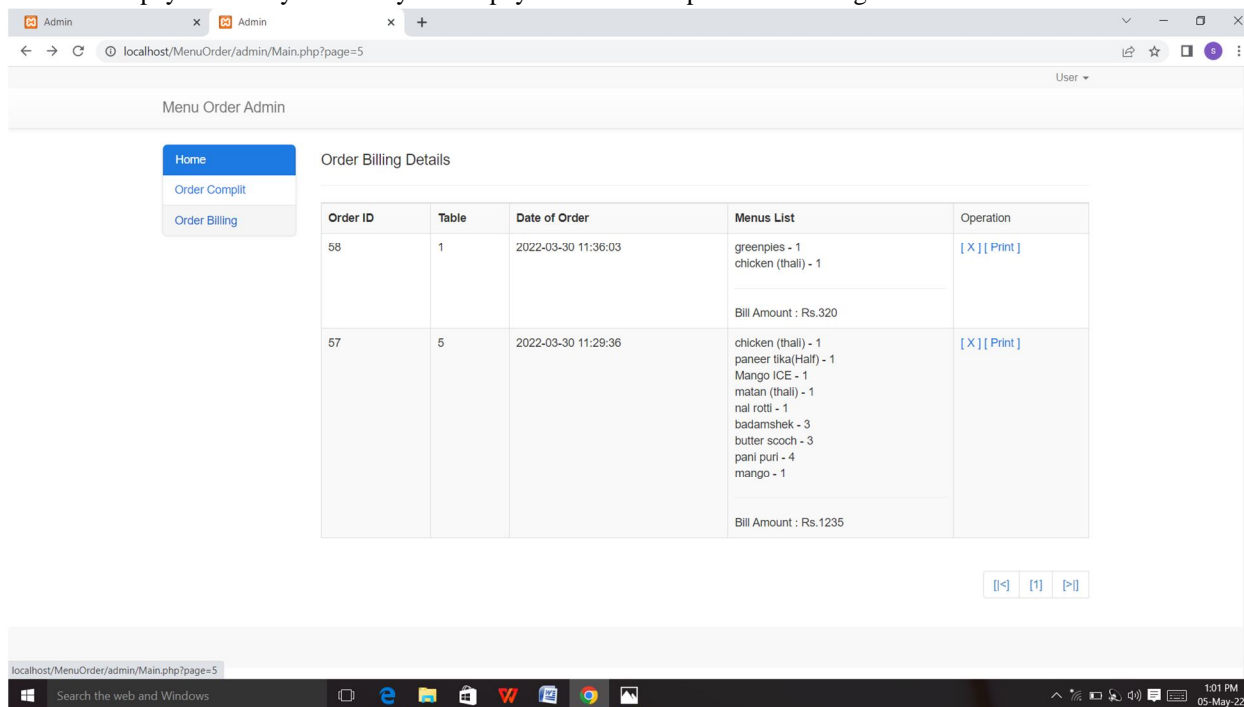 Admin
Admin
localhost/MenuOrder/admin/Main.php?page=5
S
User
Menu Order Admin
Home
Order Complit
Order Billing
Order Billing Details
Order ID Table Date of Order Menus List Operation
58 1 2022-03-30 11:36:03 greenpies - 1 [ X ] [ Print ]
chicken (thali) - 1
Bill Amount : Rs.320
57 5 2022-03-30 11:29:36 chicken (thali) - 1 [ X ] [ Print ]
paneer tika(Half) - 1
Mango ICE - 1
matan (thali) - 1
nal rotti - 1
badamshek - 3
butter scoch - 3
pani puri - 4
mango - 1
Bill Amount : Rs.1235
[|<] [1] [>|]
localhost/MenuOrder/admin/Main.php?page=5
Search the web and Windows
1:01 PM
05-May-22